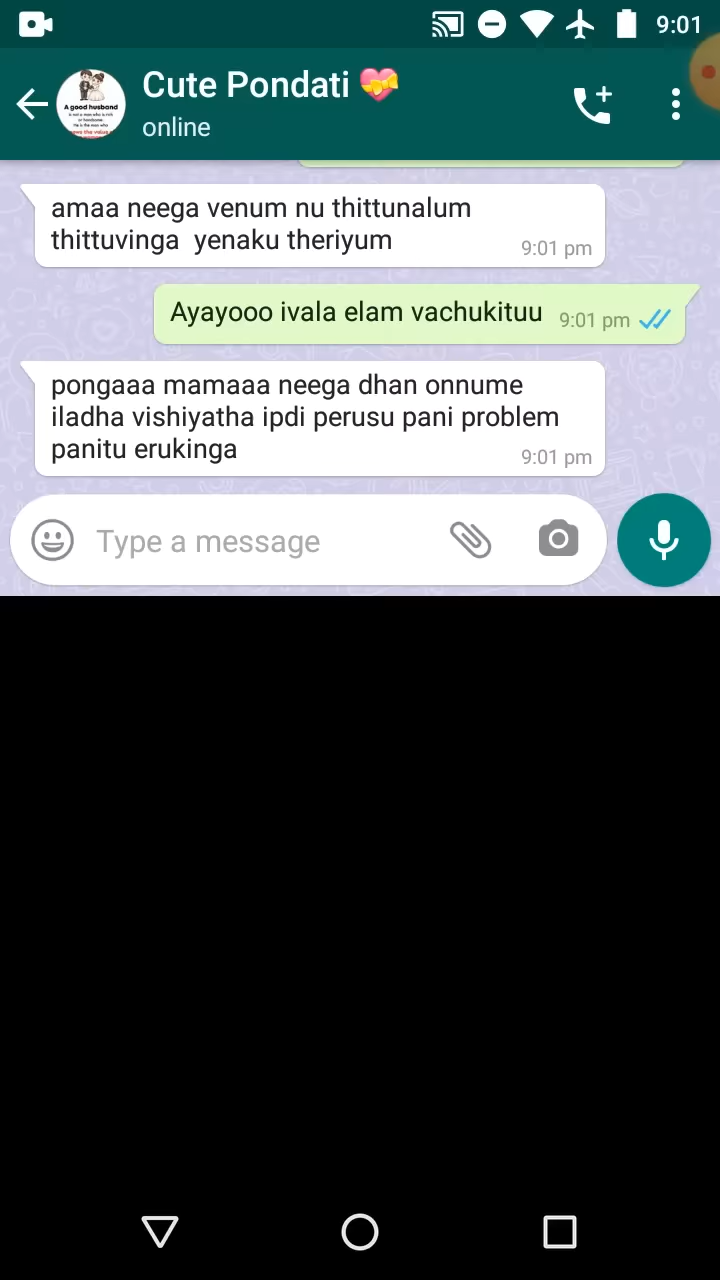 9:01
Cute Pondati 💝
online
A good husband
amaa neega venum nu thittunalum
thittuvinga yenaku theriyum
9:01 pm
Ayayooo ivala elam vachukituu
9:01 pm
pongaaa mamaaa neega dhan onnume
iladha vishiyatha ipdi perusu pani problem
panitu erukinga
9:01 pm
Type a message